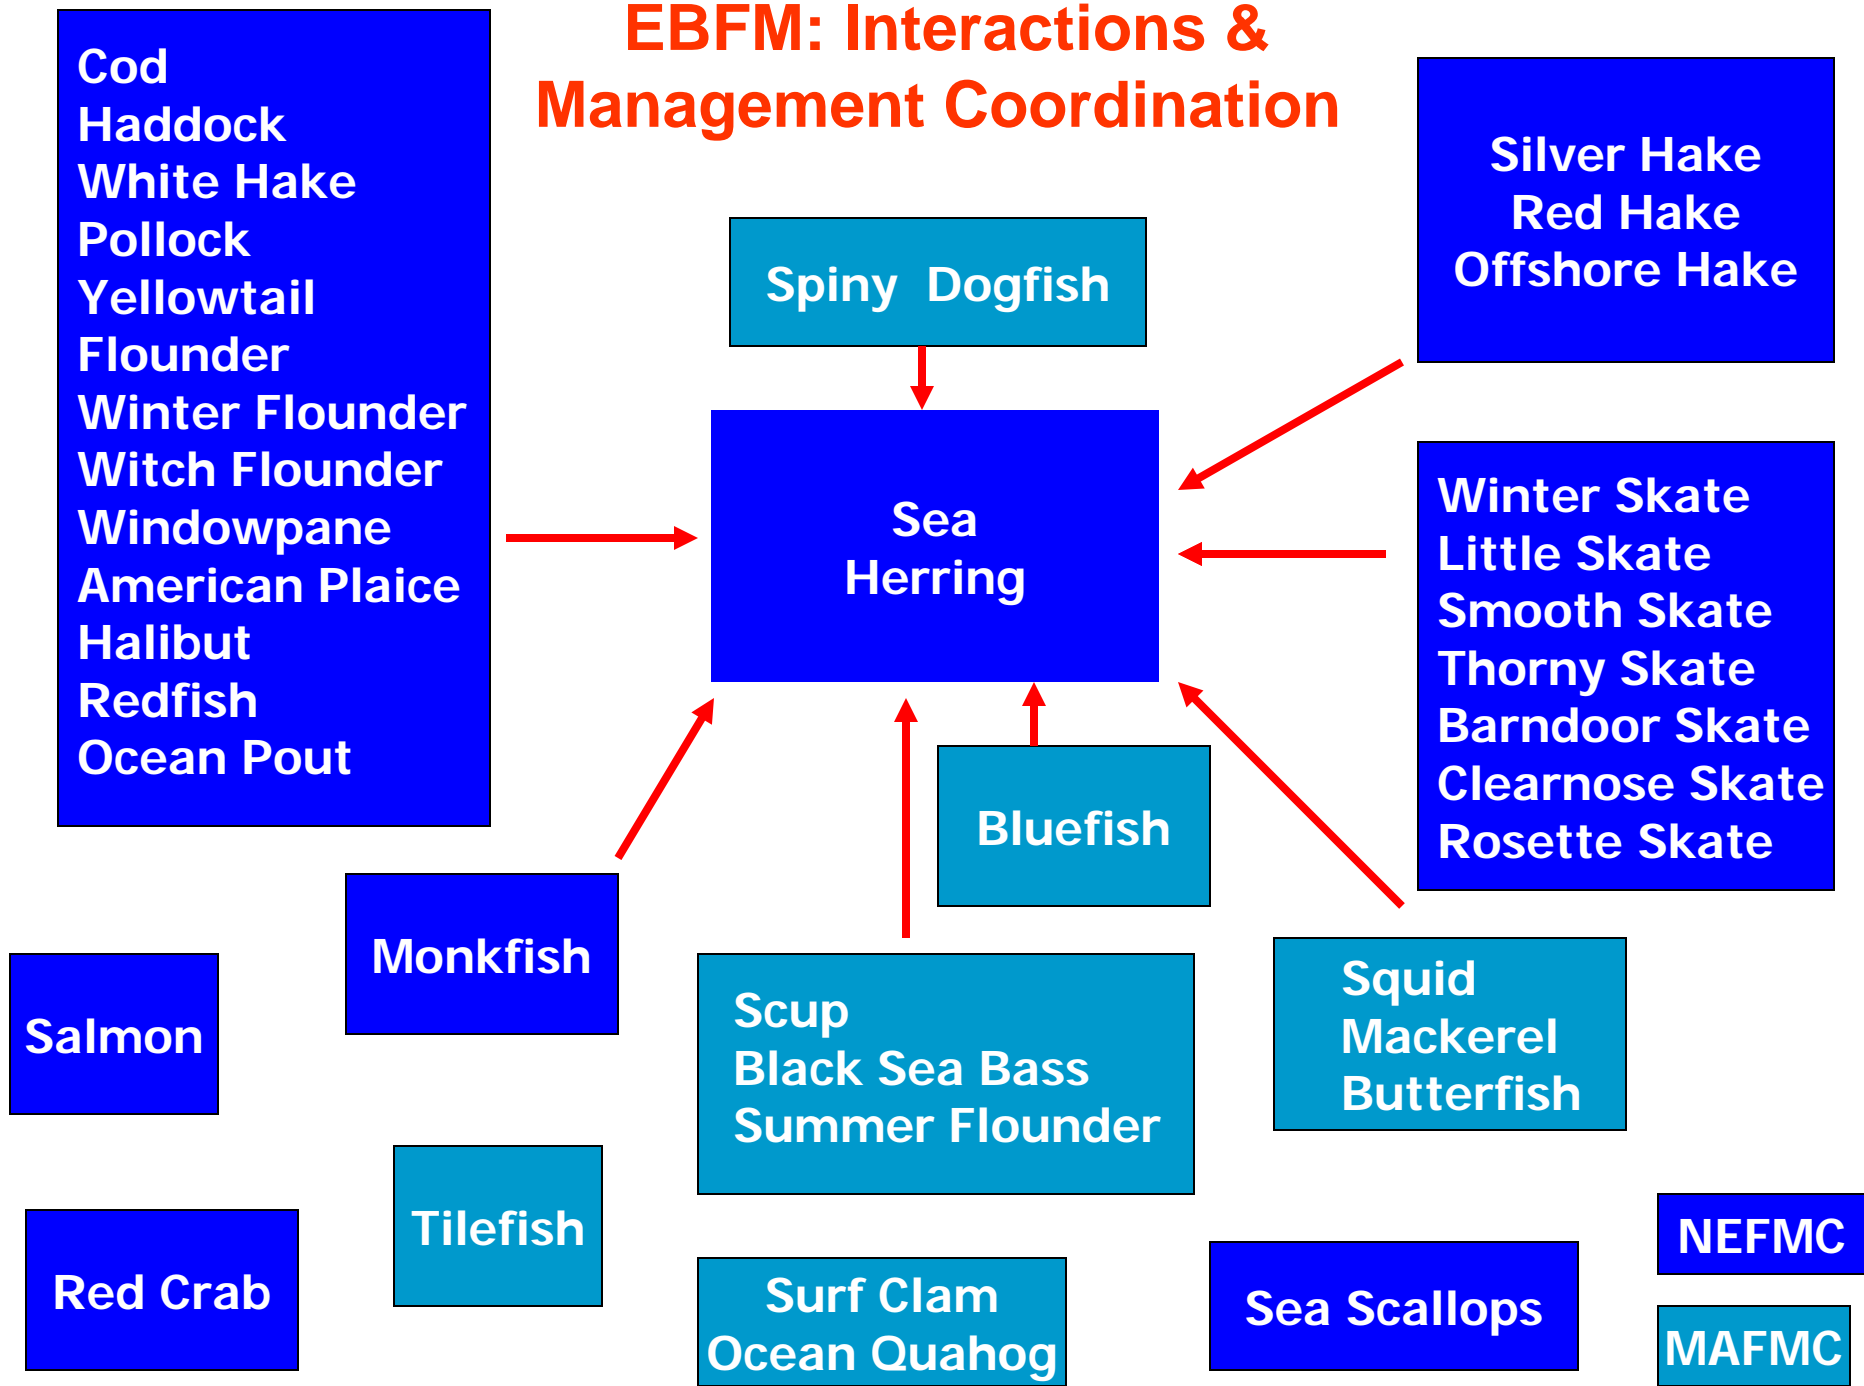 EBFM: Interactions &
Management Coordination
Cod
Haddock
White Hake
Pollock
Yellowtail
Flounder
Winter Flounder
Witch Flounder
Windowpane
American Plaice
Halibut
Redfish
Ocean Pout
Spiny Dogfish
Silver Hake
Red Hake
Offshore Hake
Sea
Herring
Winter Skate
Little Skate
Smooth Skate
Thorny Skate
Barndoor Skate
Clearnose Skate
Rosette Skate
Bluefish
Monkfish
Salmon
Scup
Black Sea Bass
Summer Flounder
Squid
Mackerel
Butterfish
Tilefish
Red Crab
Surf Clam
Ocean Quahog
Sea Scallops
NEFMC
MAFMC